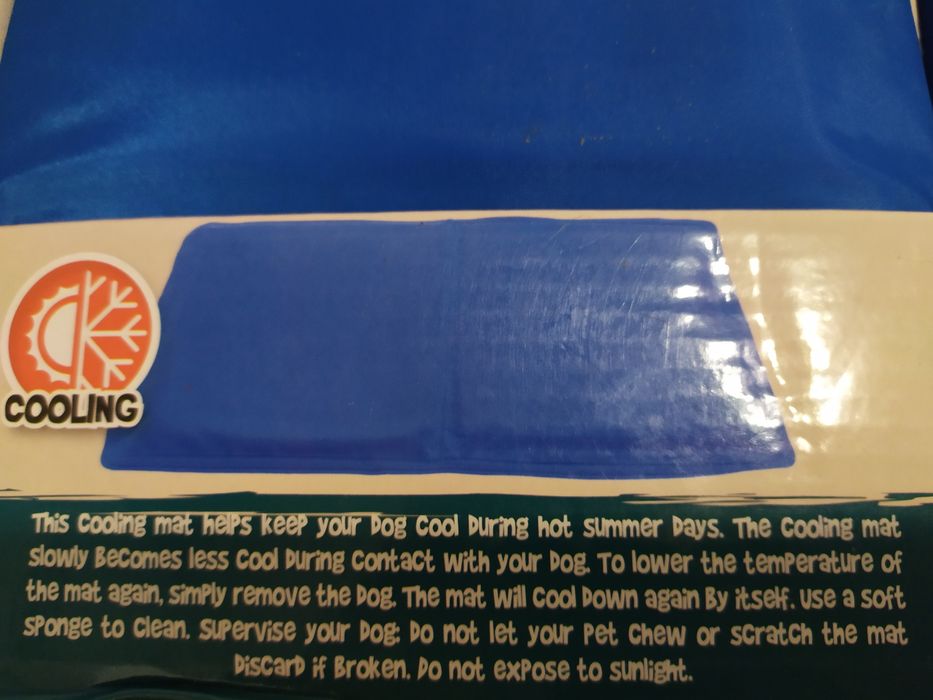 COOLING
This Cooling mat helps keep your Dog Cool During hot summer Days. The Cooling mat
slowly Becomes less Cool During Contact with your Dog. To lower the temperature of
the mat again, simply remove the Dog. The mat will Cool Down again By itself. use a soft
sponge to Clean. Supervise your Dog: Do not let your pet Chew or scratch the mat
Discard if Broken. Do not expose to sunlight.